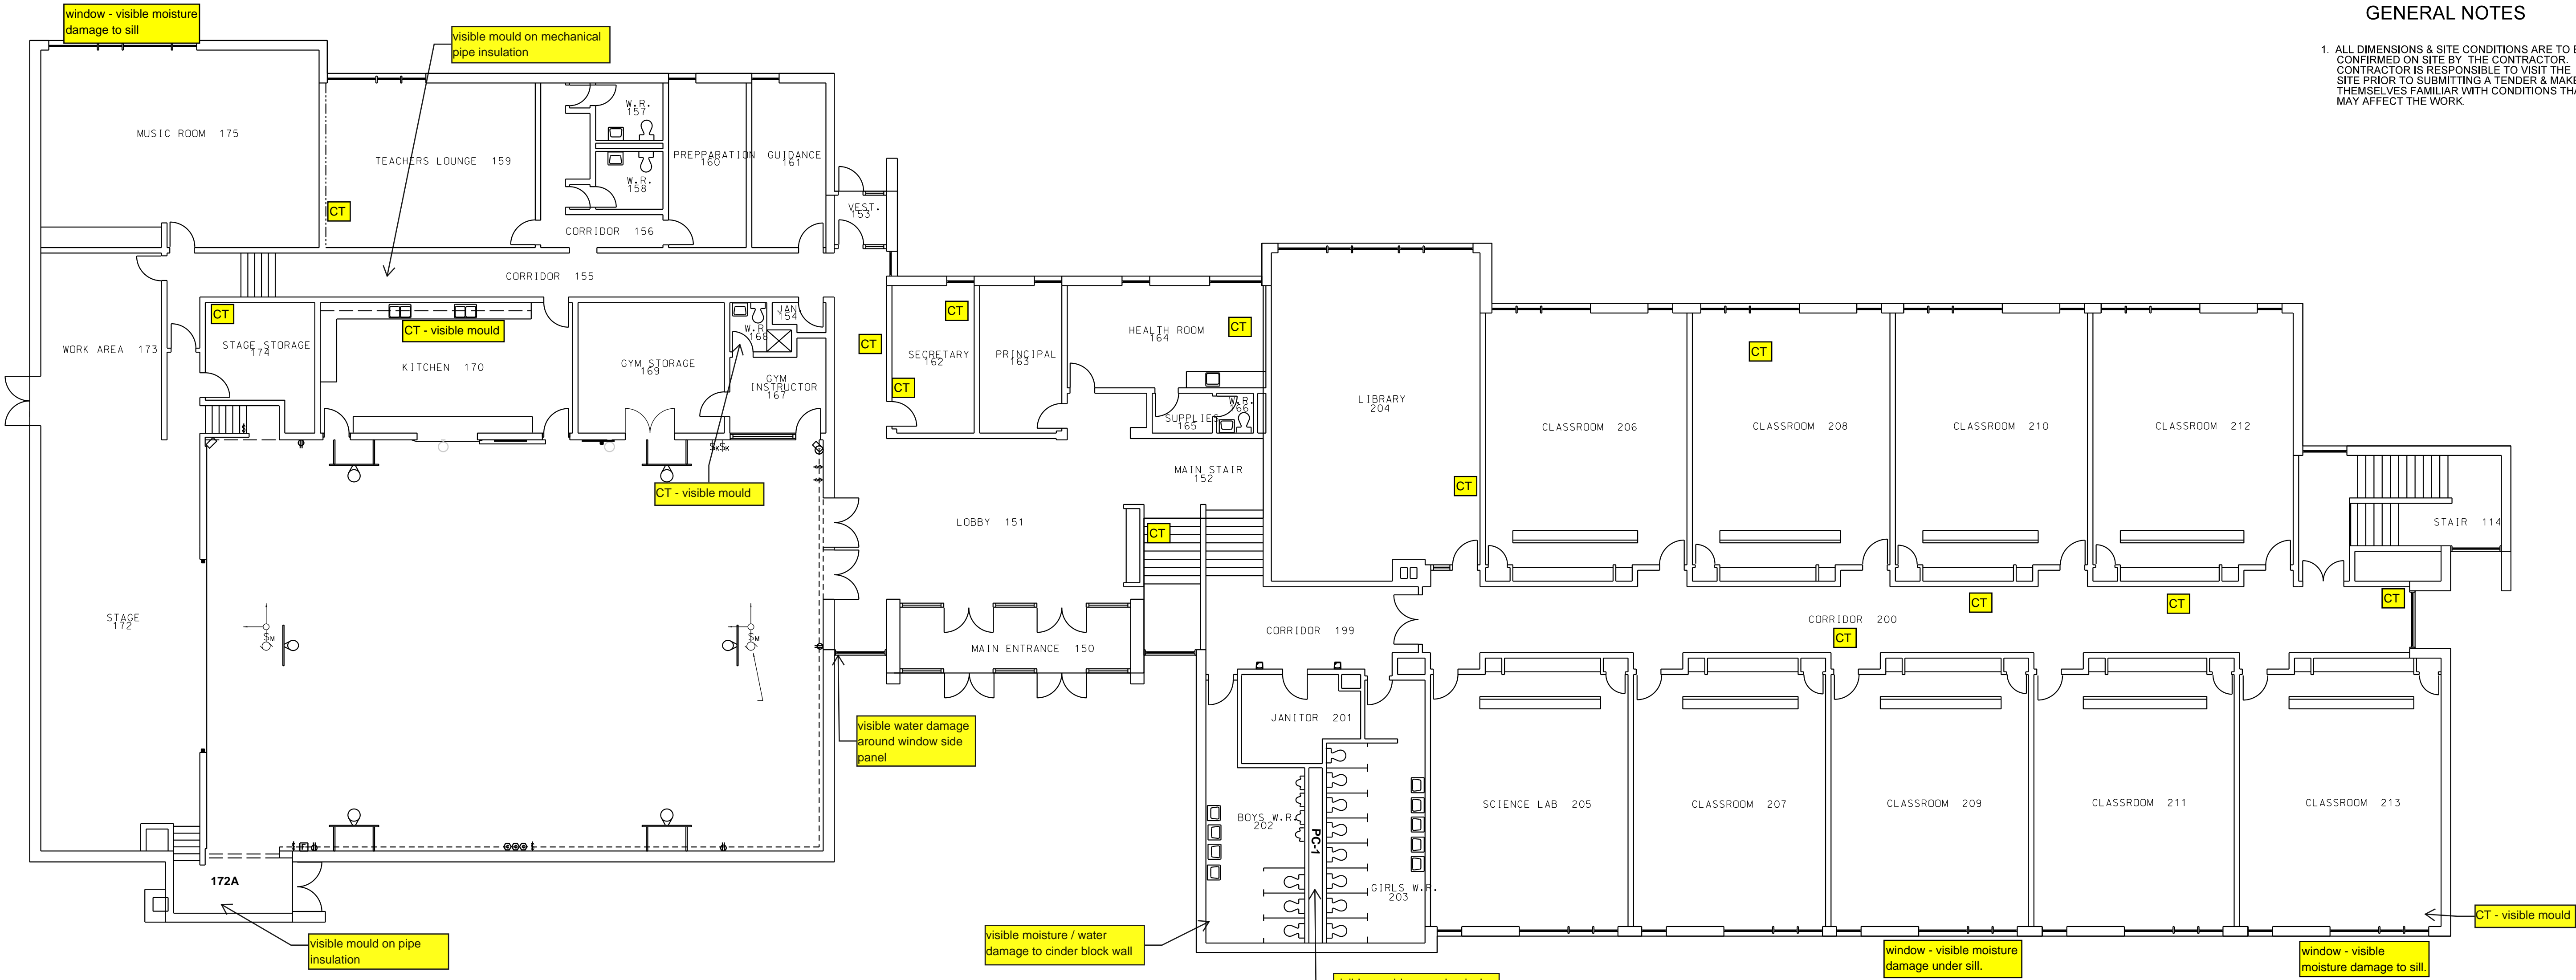 GENERAL NOTES
1. ALL DIMENSIONS & SITE CONDITIONS ARE TO
CONFIRMED ON SITE BY THE CONTRACTOR.
CONTRACTOR IS RESPONSIBLE TO VISIT THE
SITE PRIOR TO SUBMITTING A TENDER & MAKE
THEMSELVES FAMILIAR WITH CONDITIONS
MAY AFFECT THE WORK.
window - visible moisture
damage to sill
visible mould on mechanical
pipe insulation
MUSIC ROOM 175
TEACHERS LOUNGE 159
CT
W.R.
157
W.R.
158
PREPPARATION
160
GUIDANCE
161
VEST.
153
CORRIDOR 156
CORRIDOR 155
WORK AREA 173
CT
STAGE STORAGE
174
CT - visible mould
KITCHEN 170
GYM STORAGE
169
W.R.
168
JAN
154
GYM
INSTRUCTOR
167
CT
CT
CT
SECRETARY
162
PRINCIPAL
163
HEALTH ROOM
164
CT
SUPPLIES
165
W.R.
166
$K$K
CT - visible mould
MAIN STAIR
152
LOBBY 151
CT
LIBRARY
204
CT
CLASSROOM 206
CT
CLASSROOM 208
CLASSROOM 210
CLASSROOM 212
STAIR 114
STAGE
172
$M
$M
MAIN ENTRANCE 150
CORRIDOR 199
CORRIDOR 200
CT
CT
CT
CT
visible water damage
around window side
panel
JANITOR 201
BOYS W.R.
202
PC-1
GIRLS W.R.
203
SCIENCE LAB 205
CLASSROOM 207
CLASSROOM 209
CLASSROOM 211
CLASSROOM 213
172A
visible mould on pipe
insulation
visible moisture / water
damage to cinder block wall
window - visible moisture
damage under sill.
window - visible
moisture damage to sill.
CT - visible mould